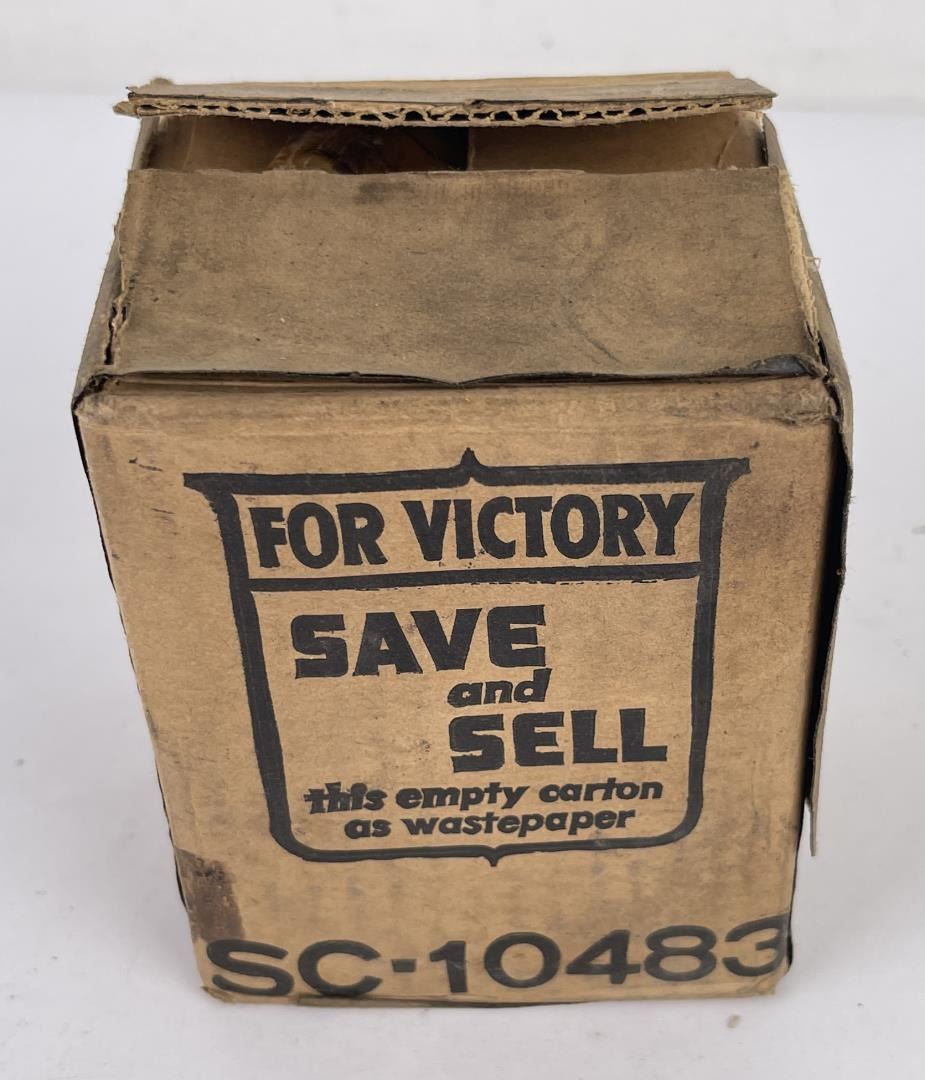 FOR VICTORY
SAVE
and
SELL
this empty carton
as wastepaper
SC-10483